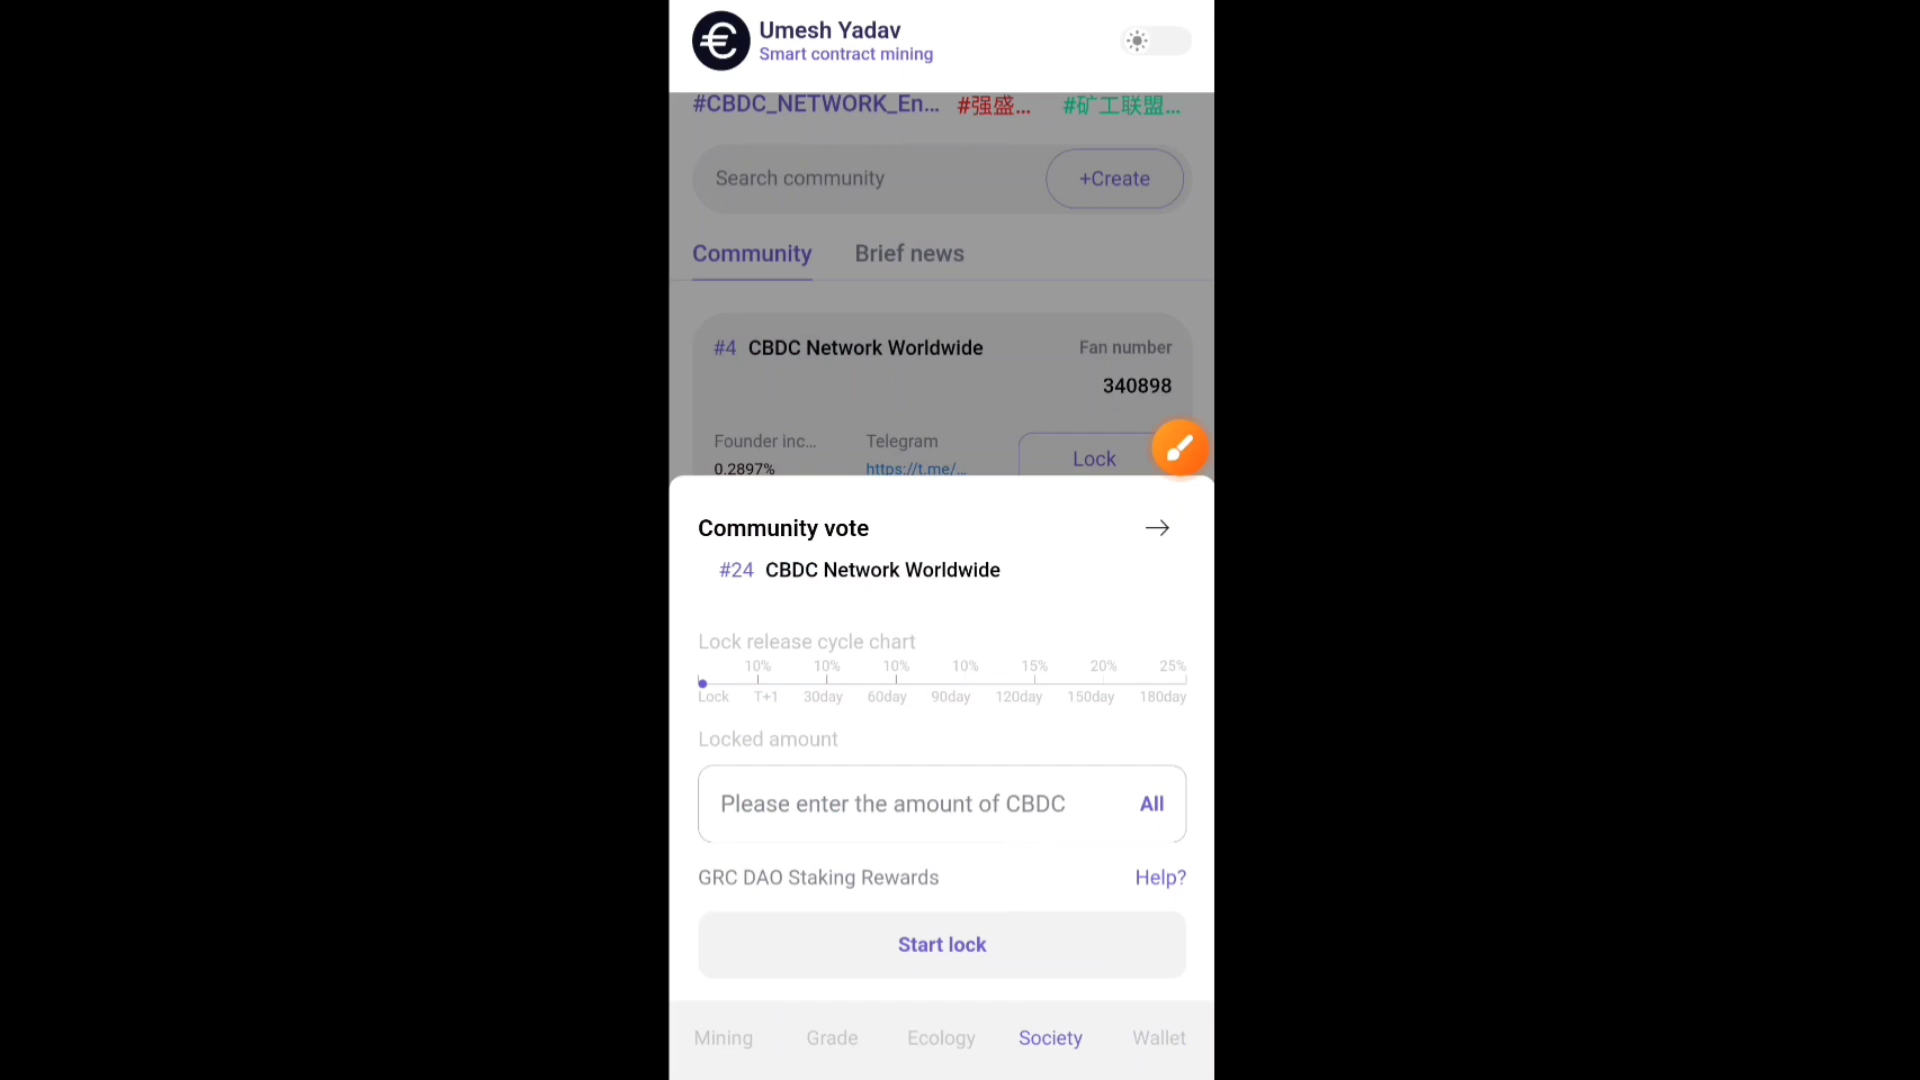 Umesh Yadav
Smart contract mining
#CBDC_NETWORK_En... #强盛... #矿工联盟...
Search community +Create
Community Brief news
#4 CBDC Network Worldwide Fan number
340898
Founder inc... Telegram Lock
0.2897% https://t.me/...
Community vote →
#24 CBDC Network Worldwide
Lock release cycle chart
10% 10% 10% 10% 15% 20% 25%
Lock T+1 30day 60day 90day 120day 150day 180day
Locked amount
Please enter the amount of CBDC All
GRC DAO Staking Rewards Help?
Start lock
Mining Grade Ecology Society Wallet